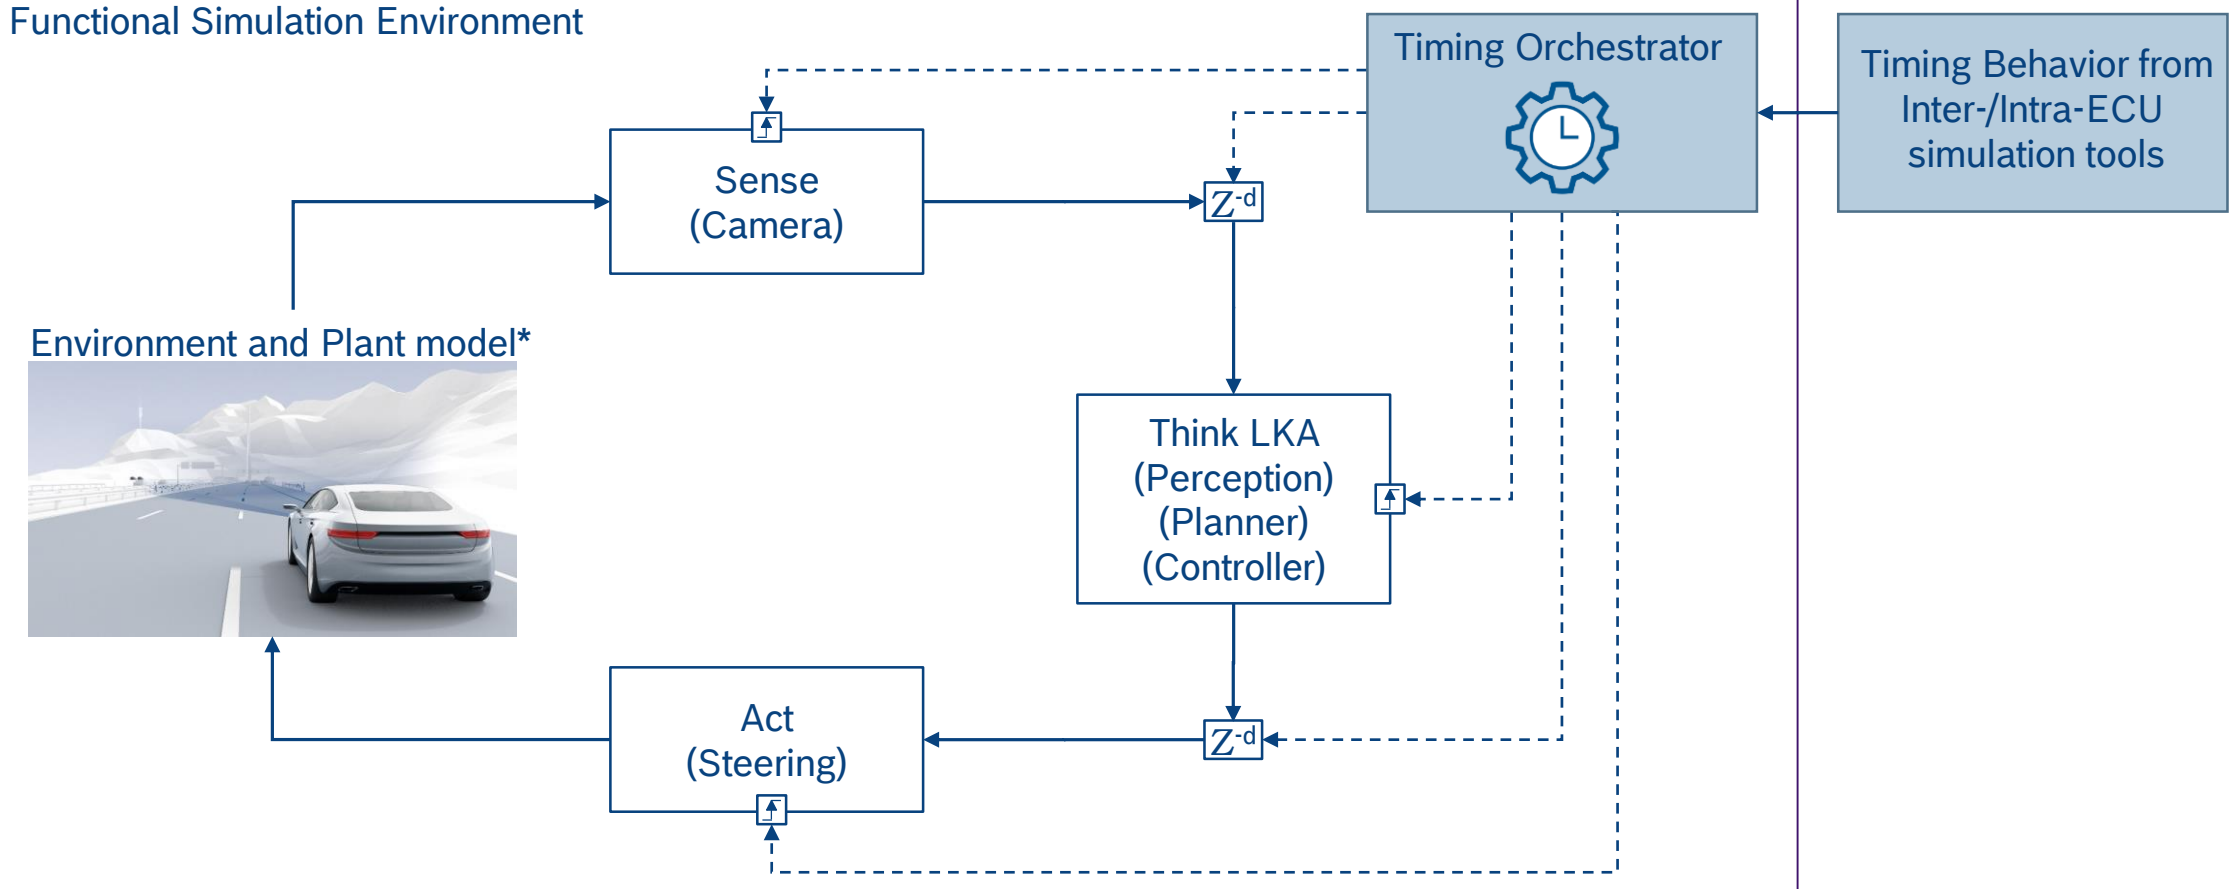 Functional Simulation Environment
Timing Orchestrator
Timing Behavior from
Inter-/Intra-ECU
simulation tools
Sense
(Camera)
Z-d
Environment and Plant model*
Think LKA
(Perception)
(Planner)
(Controller)
Act
(Steering)
Z-d